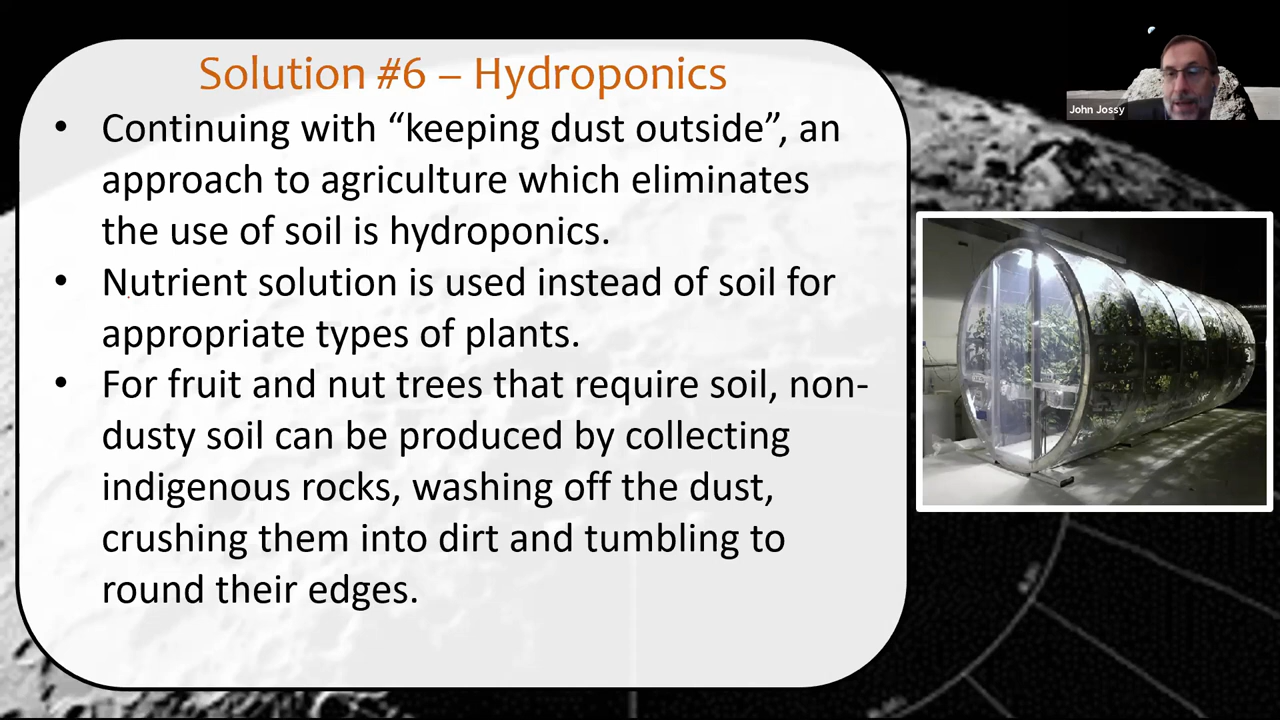 Solution #6 – Hydroponics
• Continuing with “keeping dust outside”, an
approach to agriculture which eliminates
the use of soil is hydroponics.
• Nutrient solution is used instead of soil for
appropriate types of plants.
• For fruit and nut trees that require soil, non-
dusty soil can be produced by collecting
indigenous rocks, washing off the dust,
crushing them into dirt and tumbling to
round their edges.
John Jossy